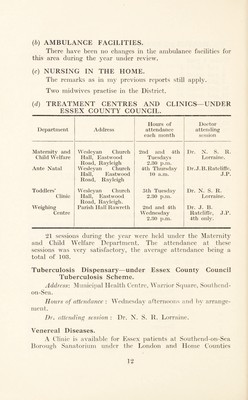 (b) AMBULANCE FACILITIES.
There have been no changes in the ambulance facilities for
this area during the year under review.
(c) NURSING IN THE HOME.
The remarks as in my previous reports still apply.
Two midwives practise in the District.
(d) TREATMENT CENTRES AND CLINICS—UNDER
ESSEX COUNTY COUNCIL.
Department Address Hours of attendance each month Doctor attending session
Maternity and Child Welfare Wesleyan Church Hall, Eastwood Road, Rayleigh 2nd and 4th Tuesdays 2.30 p.m. Dr. N. S. R. Lorraine.
Ante Natal Wesleyan Church Hall, Eastwood Road, Rayleigh 4th Thursday 10 a.m. Dr. J. B. Ratcliffe, J.P.
Toddlers' Clinic Wesleyan Church Hall, Eastwood Road, Rayleigh. 5th Tuesday 2.30 p.m. Dr. N. S. R. Lorraine.
Weighing Centre Parish Hall Rawreth 2nd and 4th Wednesday 2.30 p.m. Dr. J. B. Ratcliffe, J.P. 4th only.
21 sessions during the year were held under the Maternity
and Child Welfare Department. The attendance at these
sessions was very satisfactory, the average attendance being a
total of 103.
Tuberculosis Dispensary—under Essex County Council
Tuberculosis Scheme.
Address: Municipal Health Centre, Warrior Square, Southend-
on-Sea.
Hours of attendance: Wednesday afternoons and by arrange-
ment.
Dr. attending session: Dr. N. S. R. Lorraine.
Venereal Diseases.
A Clinic is available for Essex patients at Southend-on-Sea
Borough Sanatorium under the London and Home Counties
12